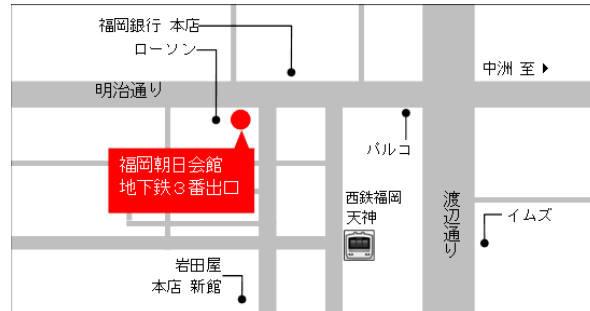 福岡銀行 本店
ローソン
中洲 至
明治通り
パルコ
福岡朝日会館
地下鉄３番出口
西鉄福岡
天神
渡辺通り
イムズ
岩田屋
本店 新館